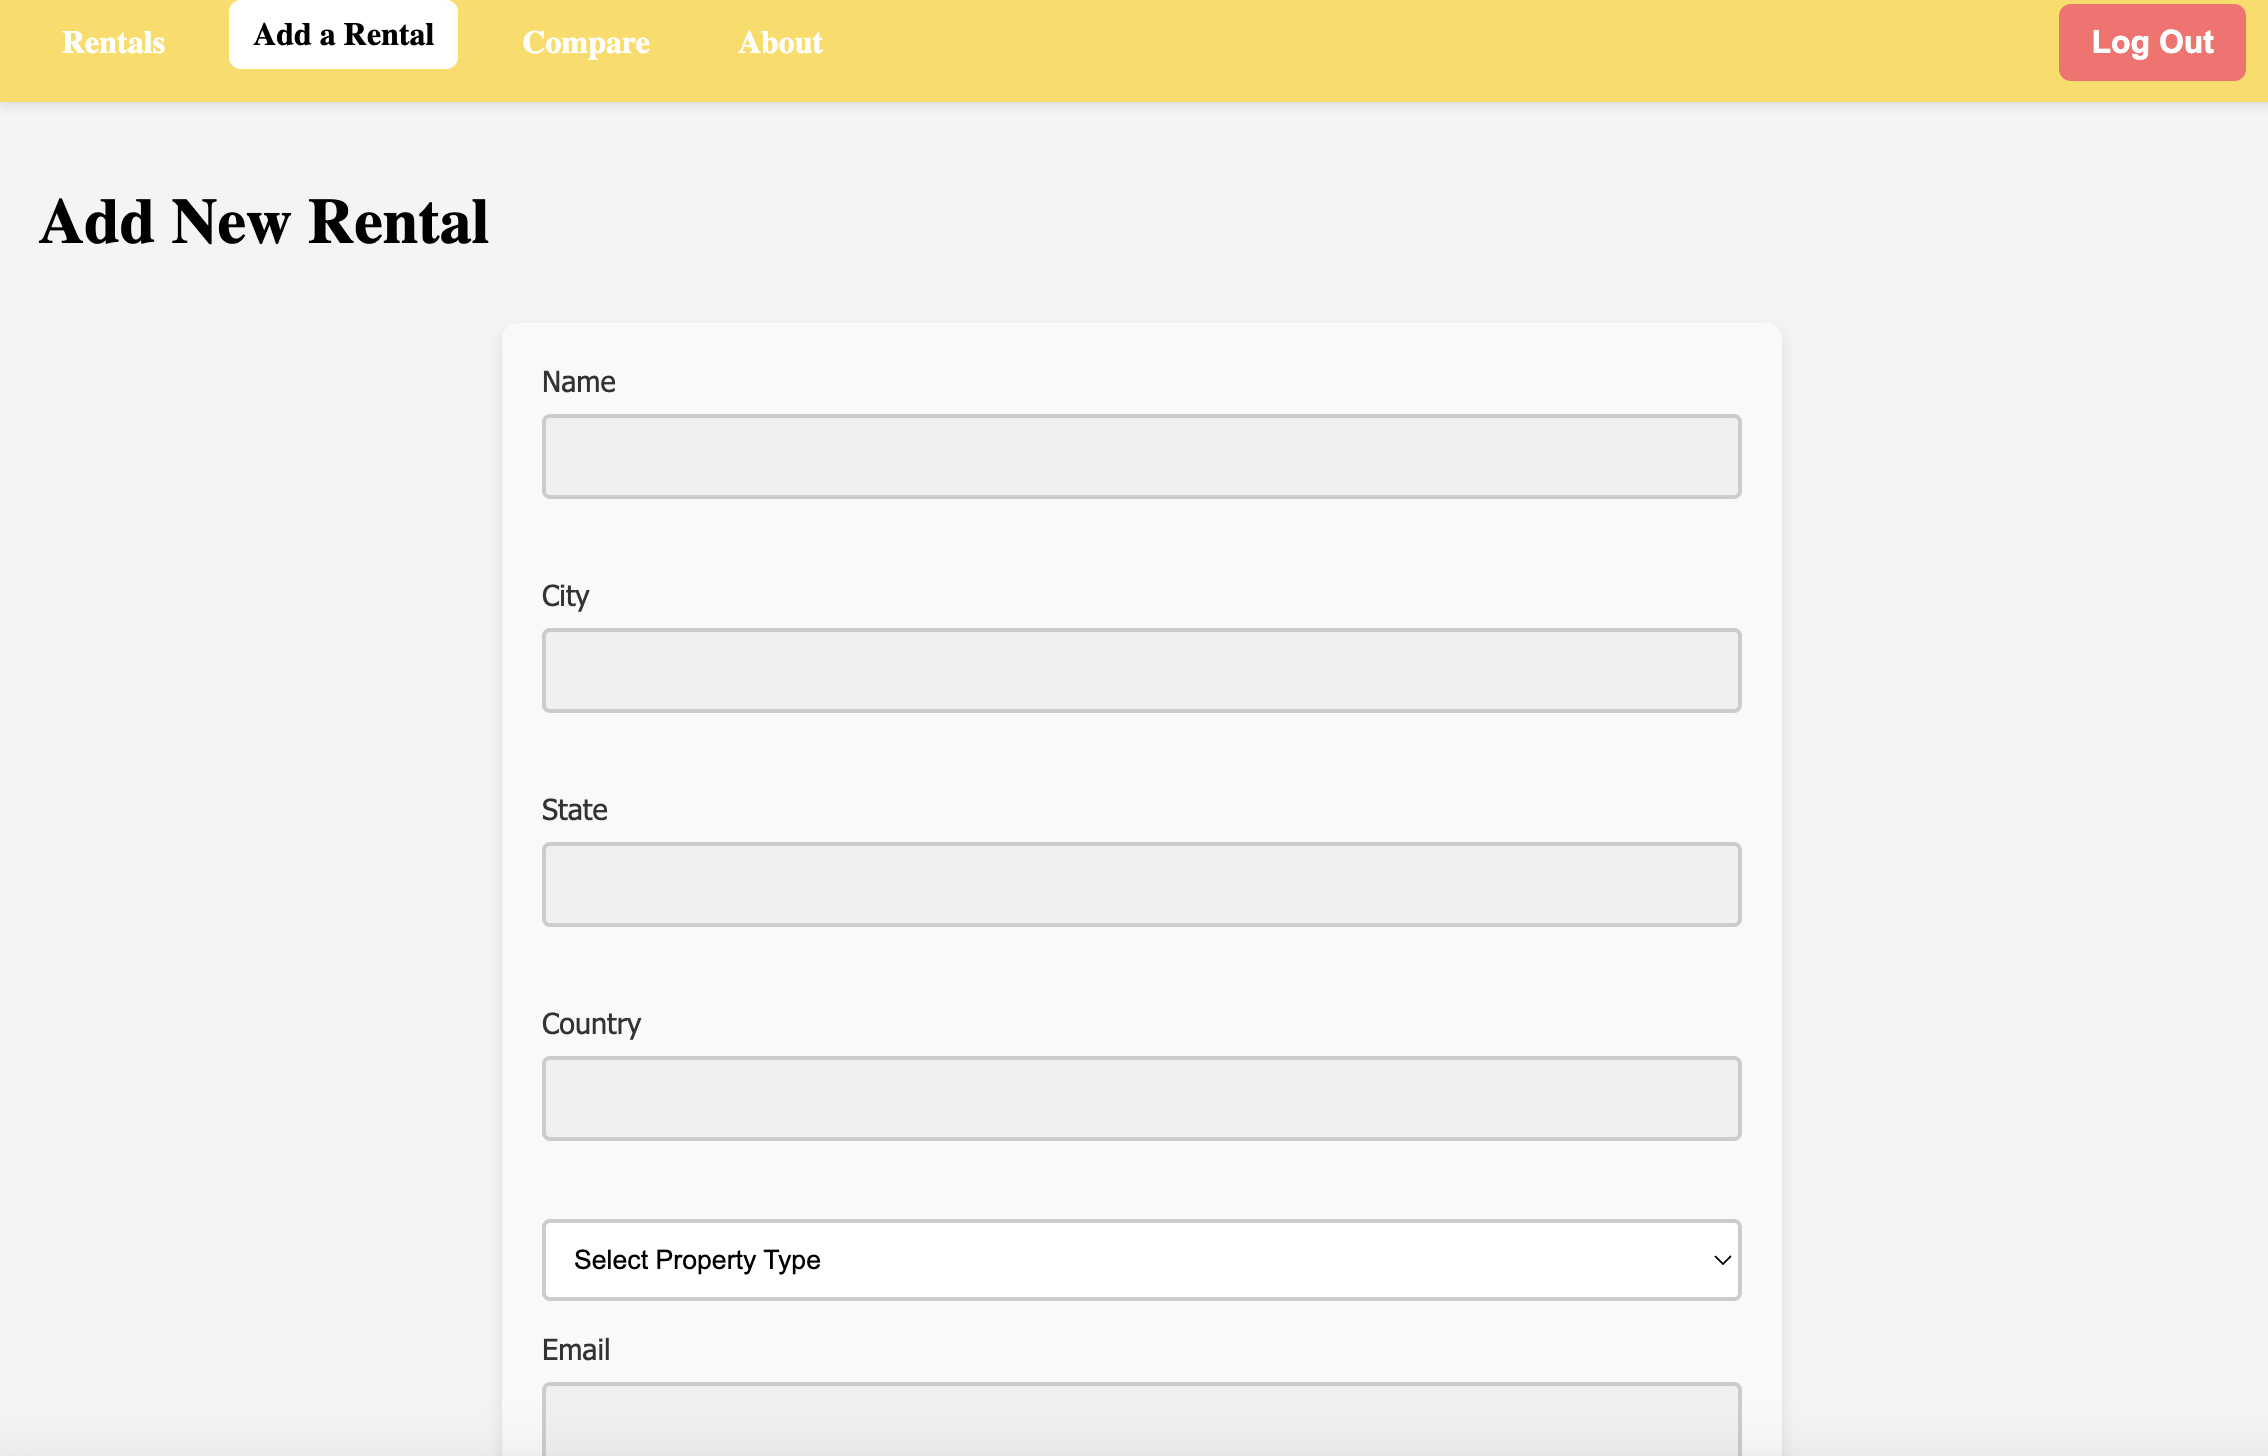 Rentals Add a Rental Compare About Log Out
Add New Rental
Name
City
State
Country
Select Property Type
Email